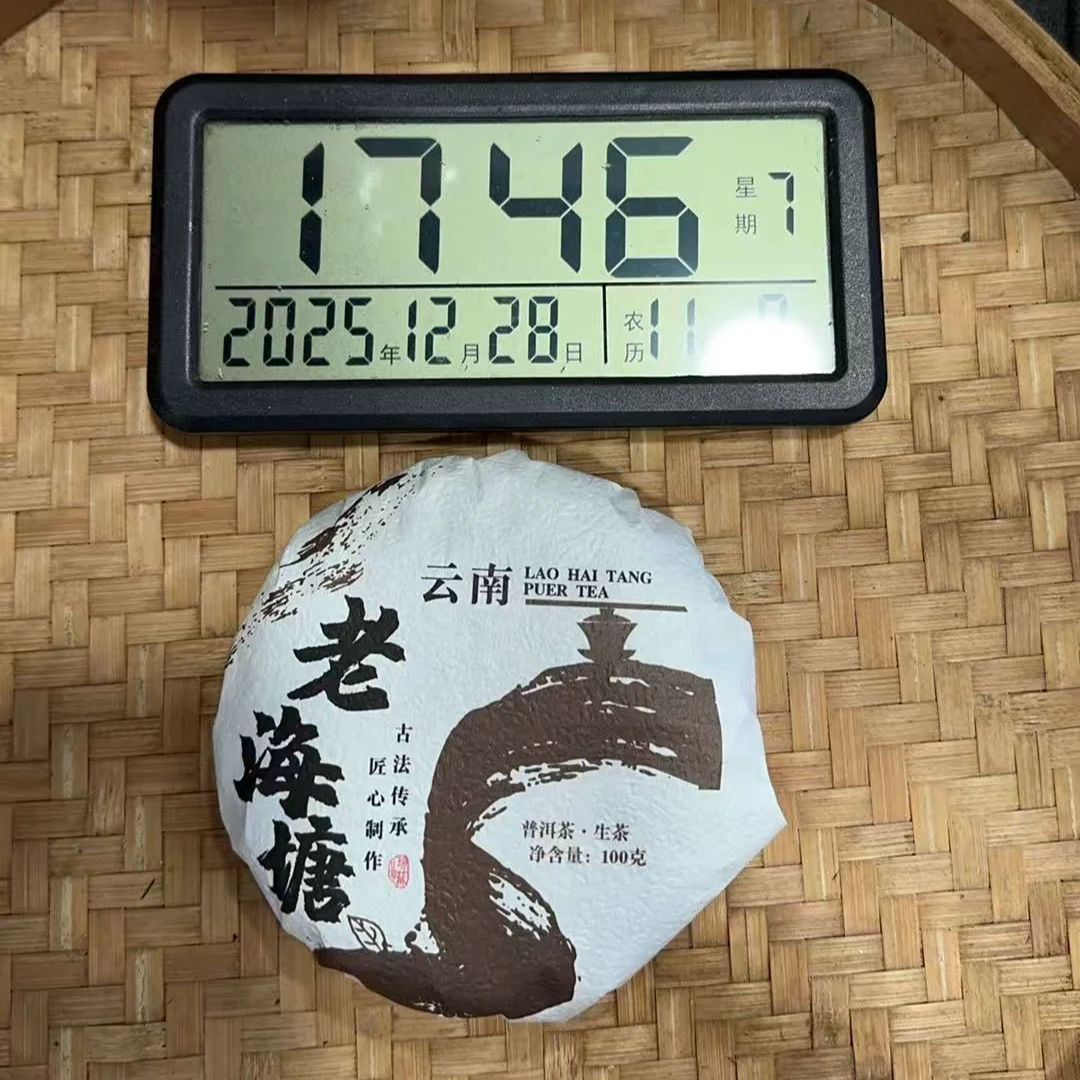 1746
星期 7
2025年12月28日
农历 11
云南
LAO HAI TANG
PUER TEA
老海塘
古法传承
匠心制作
普洱茶·生茶
净含量：100克